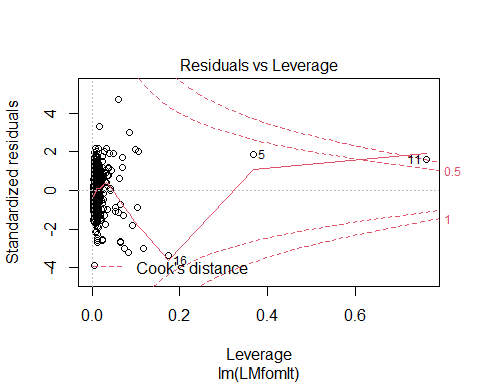 Residuals vs Leverage
Standardized residuals
4
2
0
-2
-4
5
11
16
0.5
1
Cook's distance
0.0
0.2
0.4
0.6
Leverage
lm(LMfomlt)